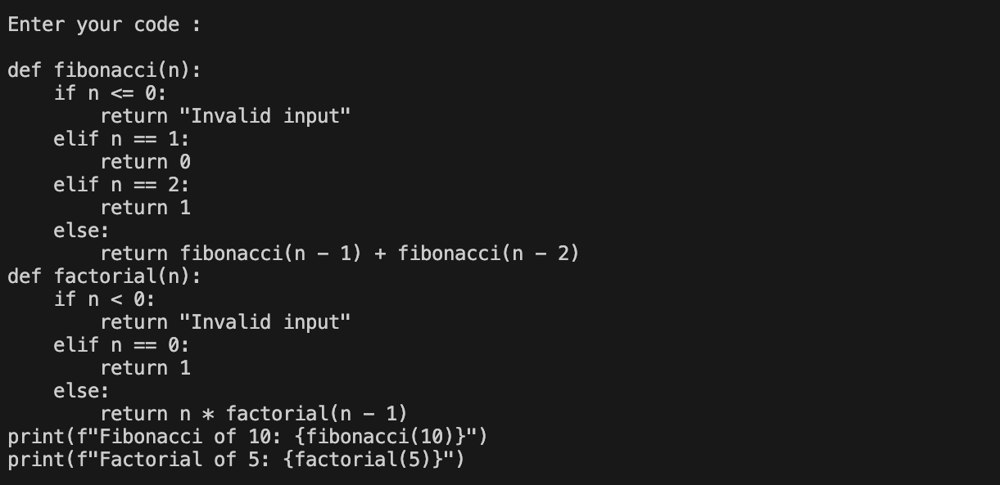 Enter your code :

def fibonacci(n):
    if n <= 0:
        return "Invalid input"
    elif n == 1:
        return 0
    elif n == 2:
        return 1
    else:
        return fibonacci(n - 1) + fibonacci(n - 2)
def factorial(n):
    if n < 0:
        return "Invalid input"
    elif n == 0:
        return 1
    else:
        return n * factorial(n - 1)
print(f"Fibonacci of 10: {fibonacci(10)}")
print(f"Factorial of 5: {factorial(5)}")